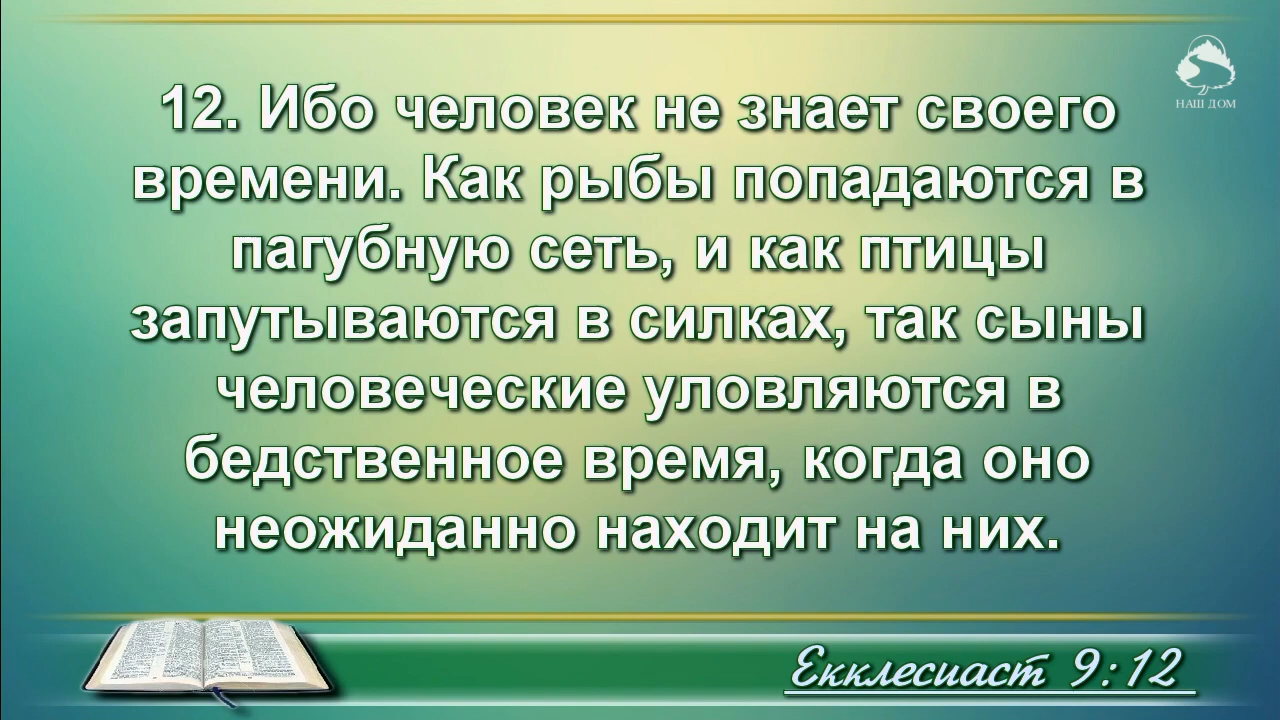 НАШ ДОМ
12. Ибо человек не знает своего
времени. Как рыбы попадаются в
пагубную сеть, и как птицы
запутываются в силках, так сыны
человеческие уловляются в
бедственное время, когда оно
неожиданно находит на них.
Екклесиаст 9:12